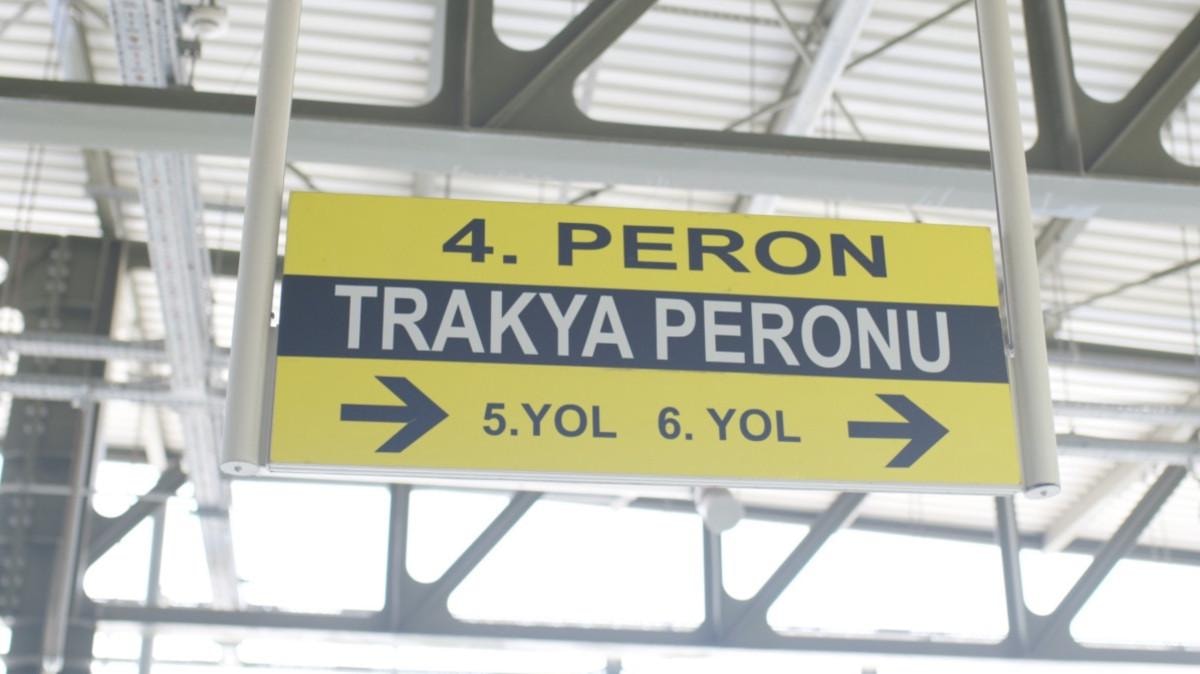 4. PERON
TRAKYA PERONU
5.YOL 6. YOL